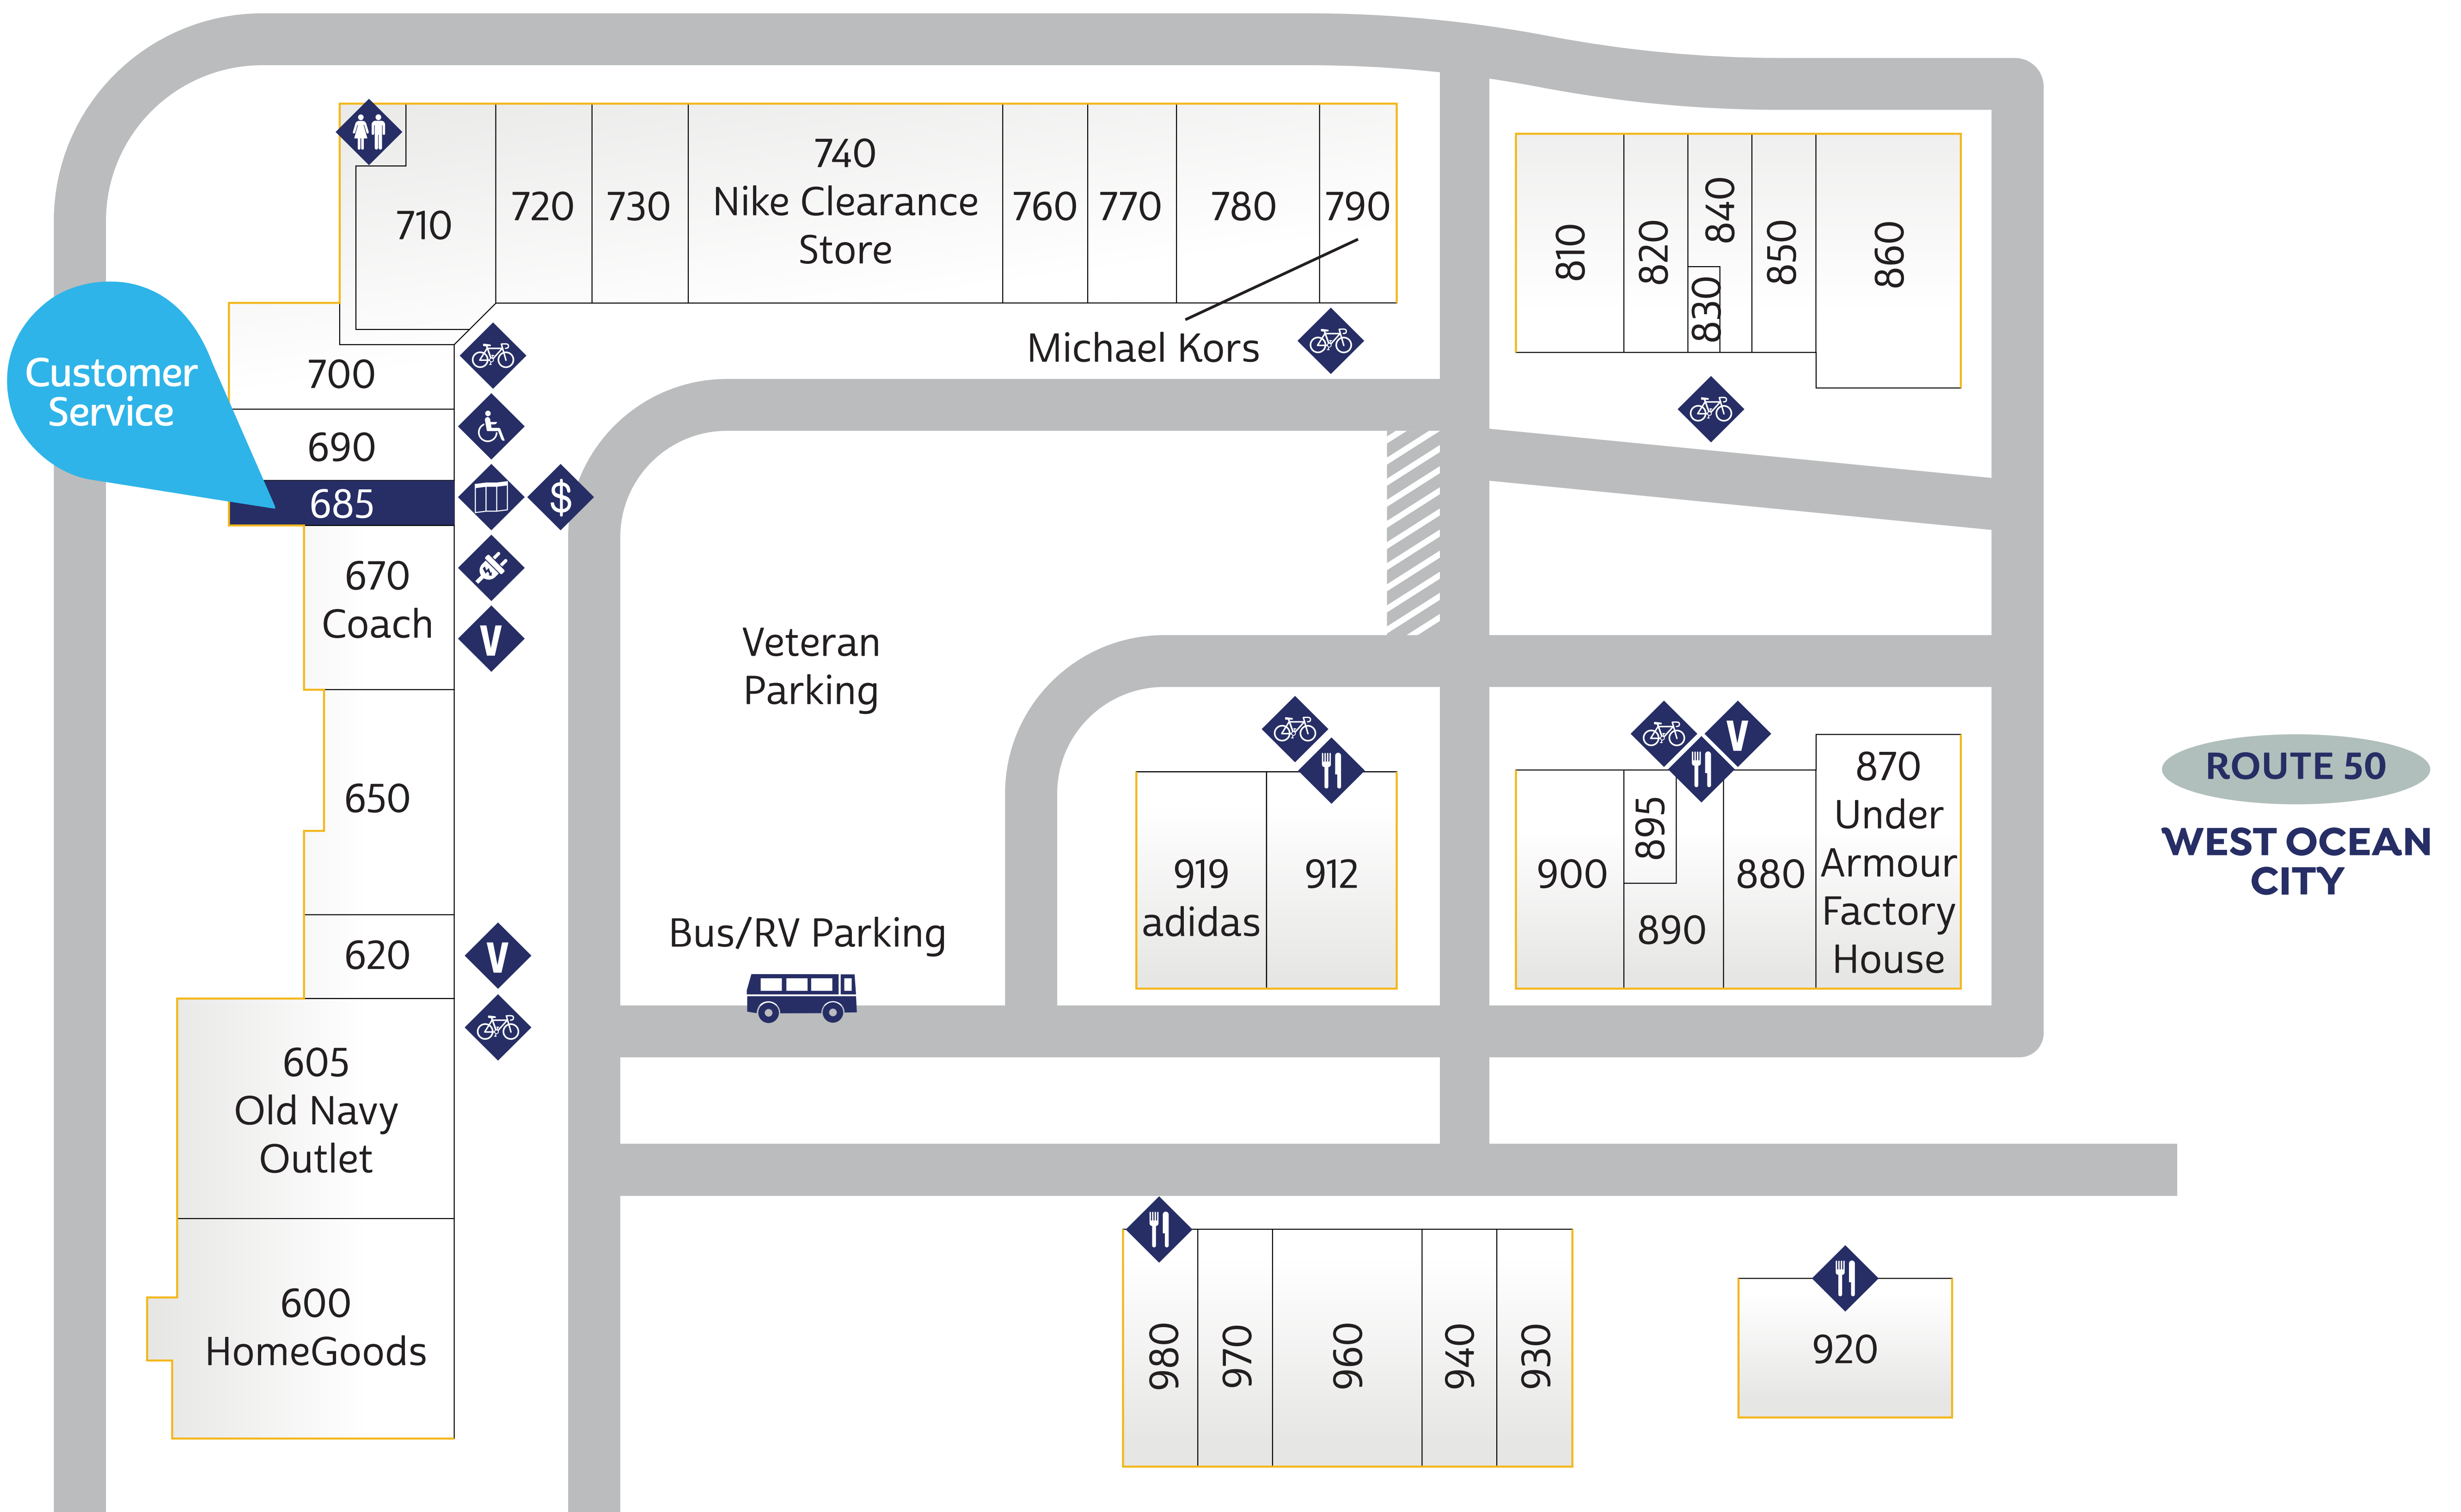 740
Nike Clearance
Store
710
720
730
760
770
780
790
Michael Kors
810
820
830
840
850
860
Customer
Service
700
690
685
$
670
Coach
V
650
620
V
605
Old Navy
Outlet
600
HomeGoods
Veteran
Parking
Bus/RV Parking
919
adidas
912
V
900
895
890
880
870
Under
Armour
Factory
House
ROUTE 50
WEST OCEAN
CITY
980
970
960
940
930
920